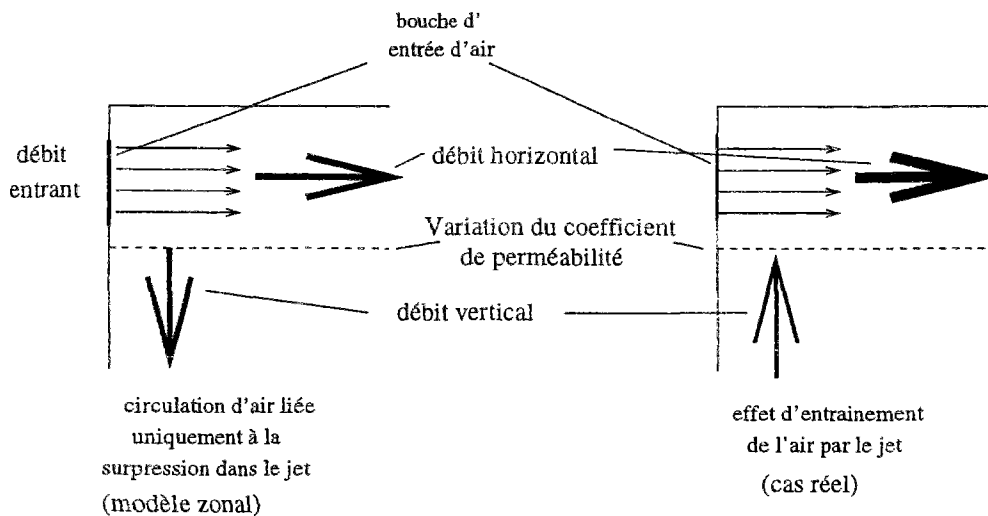 bouche d'
entrée d'air
débit
entrant
débit horizontal
Variation du coefficient
de perméabilité
débit vertical
circulation d'air liée
uniquement à la
surpression dans le jet
(modèle zonal)
effet d'entrainement
de l'air par le jet
(cas réel)